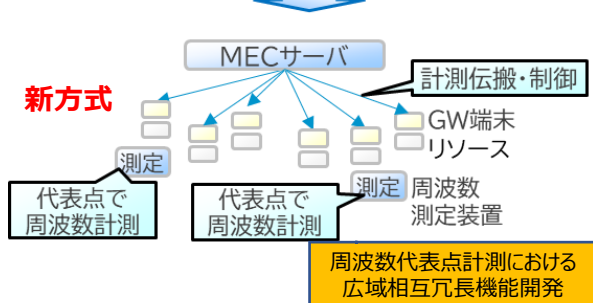 MECサーバ
計測伝搬・制御
新方式
GW端末
リソース
測定
代表点で
周波数計測
代表点で
周波数計測
測定
周波数
測定装置
周波数代表点計測における
広域相互冗長機能開発